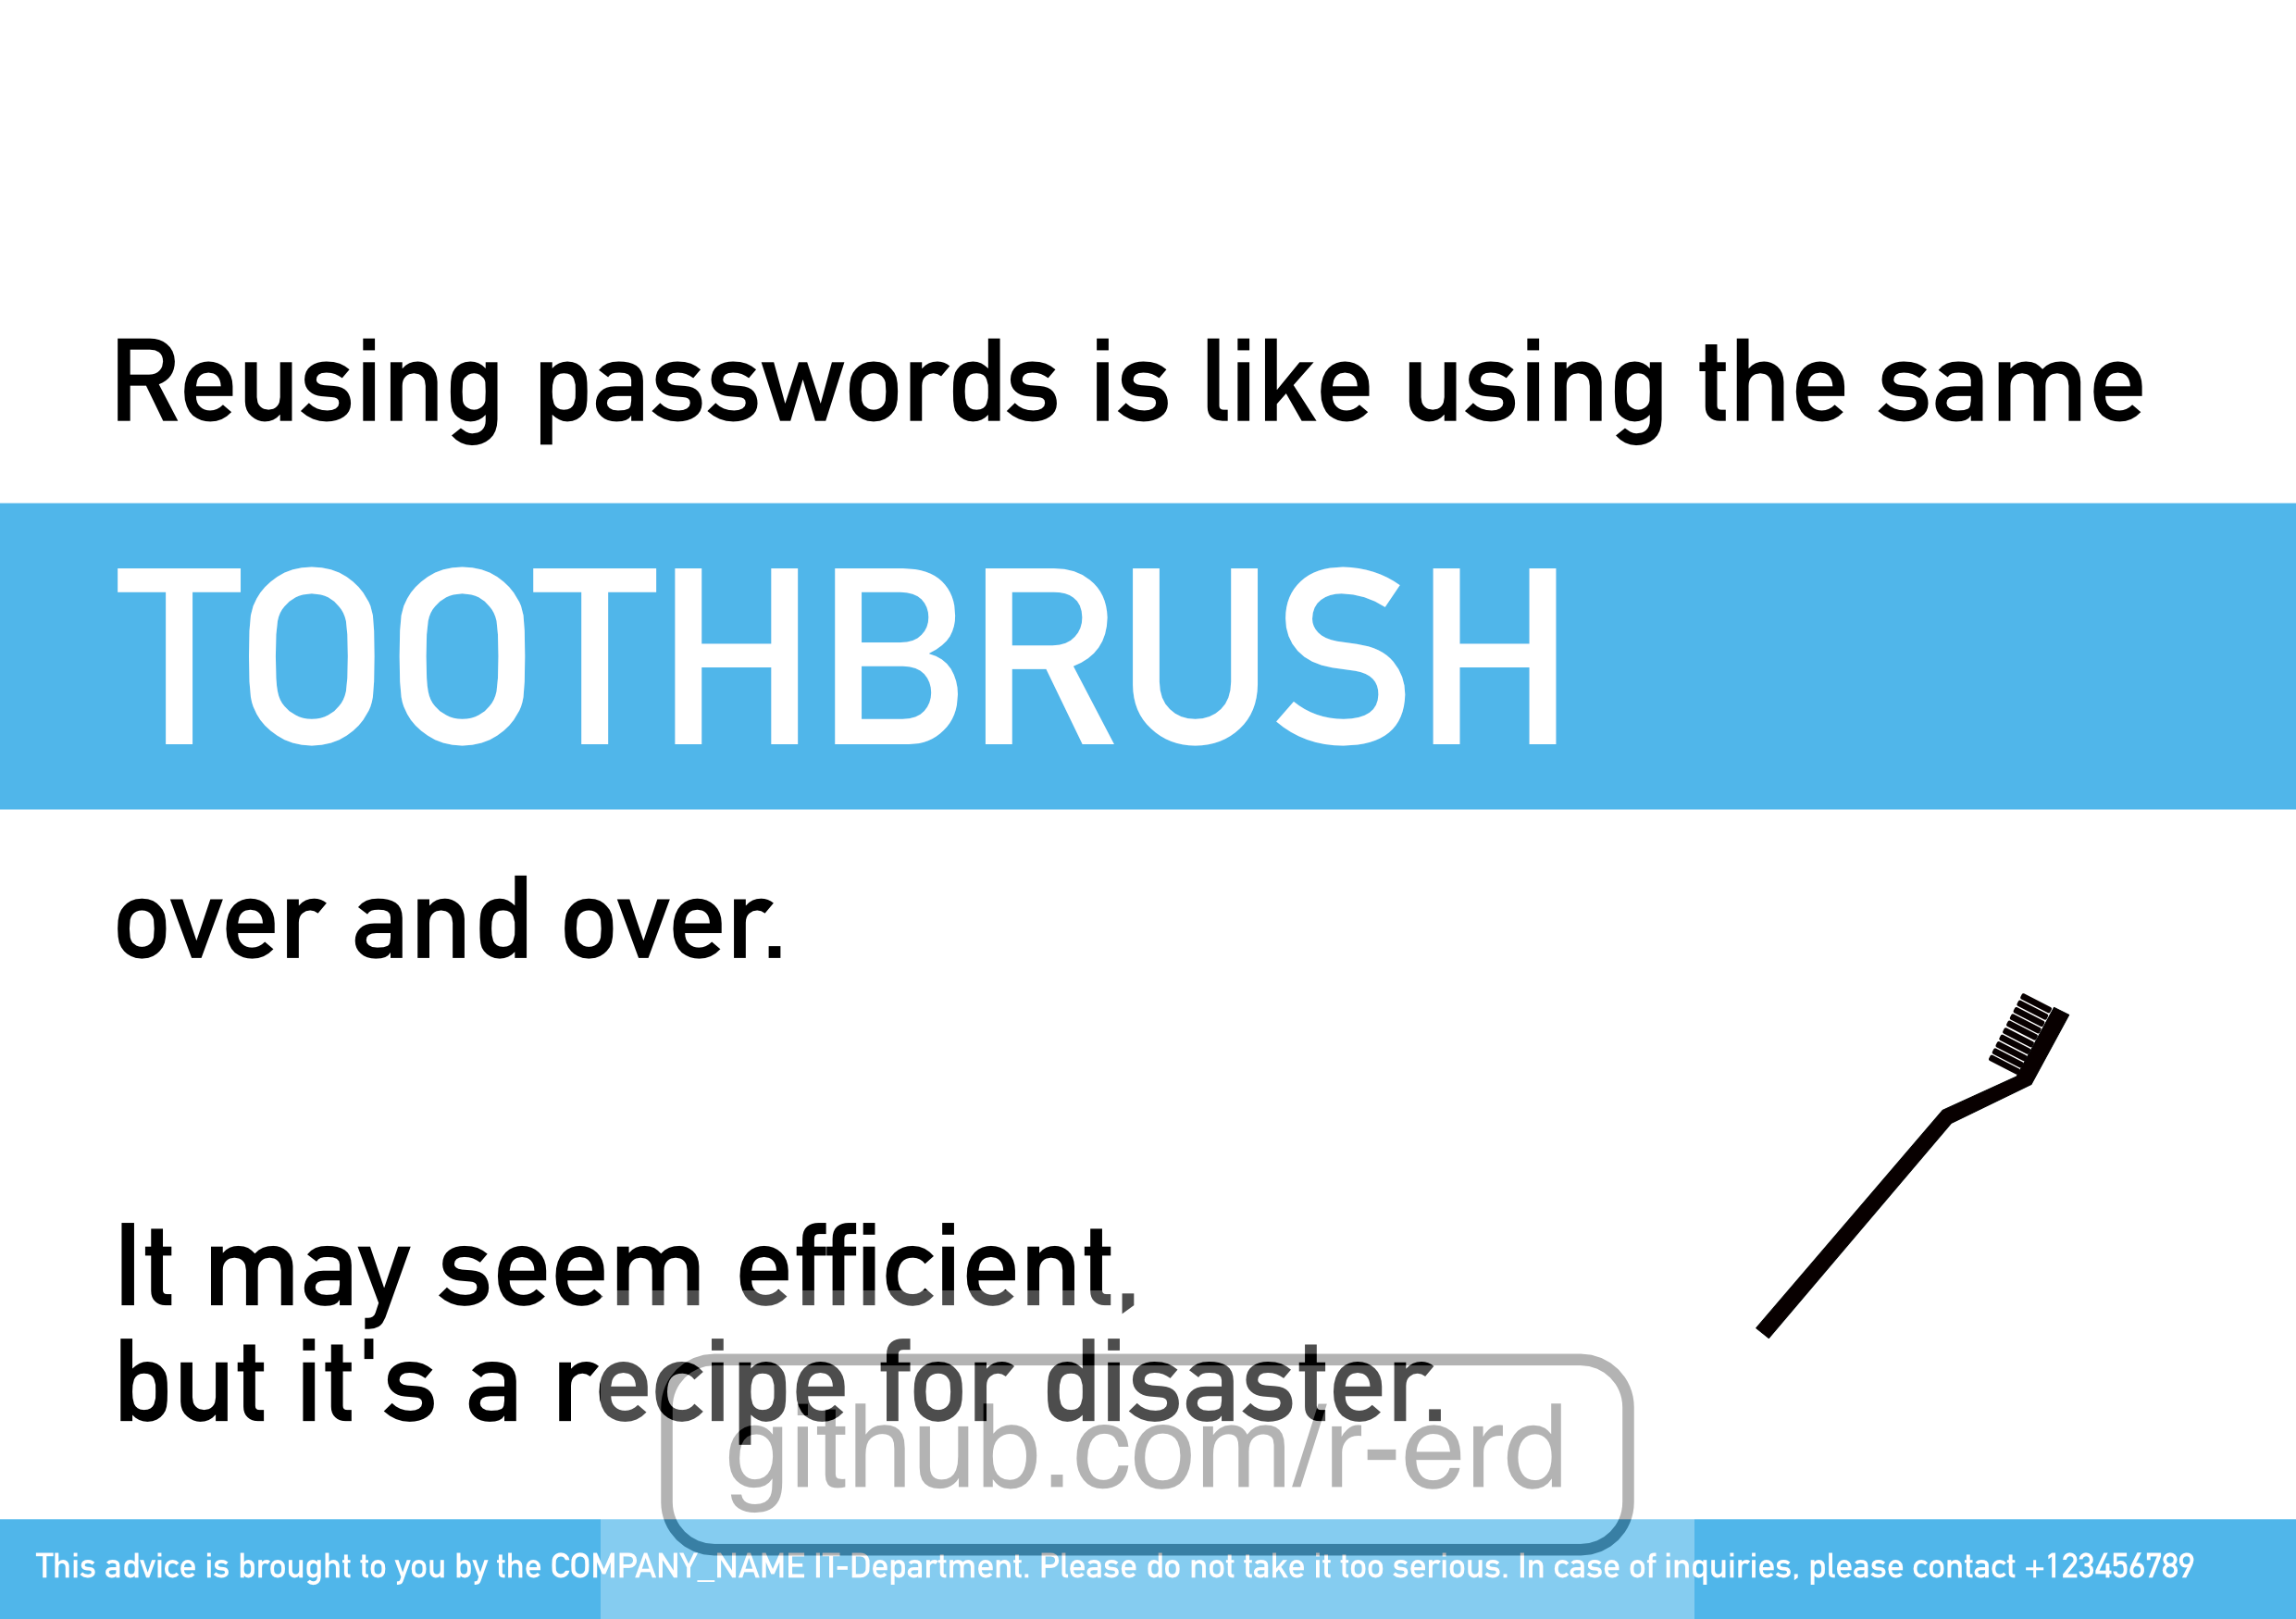 Reusing passwords is like using the same
TOOTHBRUSH
over and over.
It may seem efficient,
but it's a recipe for disaster.
github.com/r-erd
This advice is brought to you by the COMPANY_NAME IT-Department. Please do not take it too serious. In case of inquiries, please contact +123456789